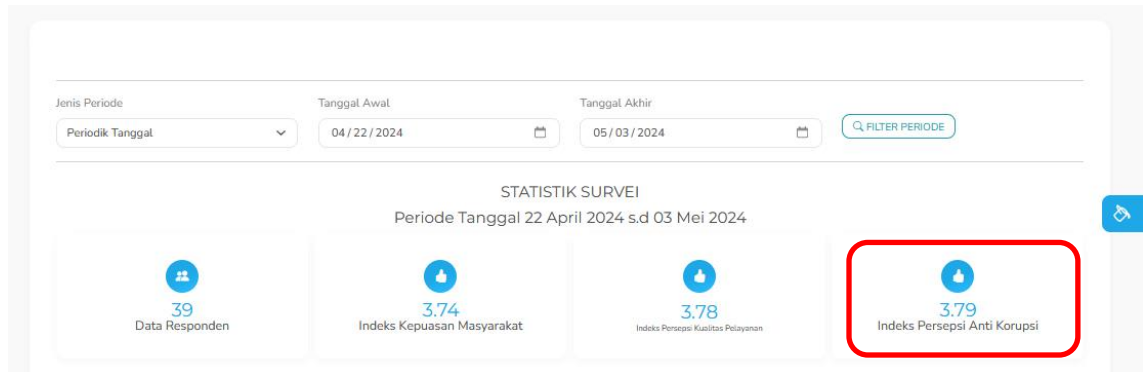 Jenis Periode Tanggal Awal Tanggal Akhir
Periodik Tanggal 04/22/2024 05/03/2024 FILTER PERIODE
STATISTIK SURVEI
Periode Tanggal 22 April 2024 s.d 03 Mei 2024
39 3.74 3.78 3.79
Data Responden Indeks Kepuasan Masyarakat Indeks Persepsi Kualitas Pelayanan Indeks Persepsi Anti Korupsi